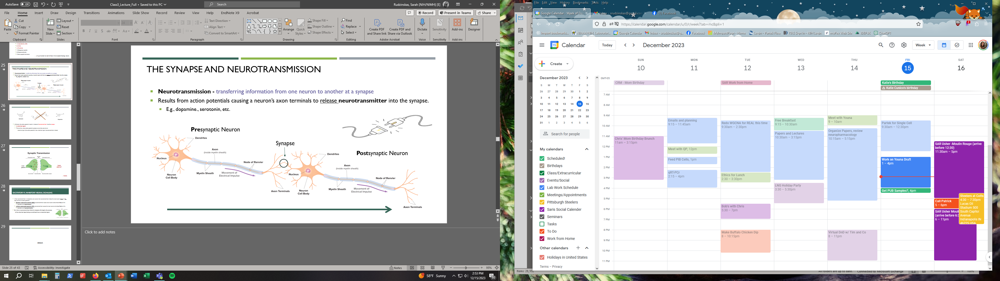 AutoSave Off
Class3_Lecture_Full • Saved to this PC
Search
Rudzinskas, Sarah (NIH/NIMH) [E]
File Home Insert Draw Design Transitions Animations Slide Show Record Review View Help EndNote X9 Acrobat
Record Present in Teams Share
Paste Cut Copy Format Painter
Clipboard
New Slide Layout Reset Section
Slides
Font
Text Direction Align Text Convert to SmartArt
Paragraph
Arrange Quick Styles Shape Fill Shape Outline Shape Effects
Drawing
Find Replace Select
Editing
Create PDF and Share link Create PDF and Share via Outlook
Adobe Acrobat
Dictate
Voice
Sensitivity
Sensitivity
Add-ins
Add-ins
Designer
25
THE SYNAPSE AND NEUROTRANSMISSION
26
27
Synaptic Transmission
28
EXCITATORY VS. INHIBITORY NEURAL SIGNALING
29
BREAK
THE SYNAPSE AND NEUROTRANSMISSION
Neurotransmission - transferring information from one neuron to another at a synapse
Results from action potentials causing a neuron's axon terminals to release neurotransmitter into the synapse.
E.g., dopamine., serotonin, etc.
Presynaptic Neuron
Dendrites
Axon
(inside myelin sheath)
Nucleus
Node of Ranvier
Myelin Sheath
Movement of
Electrical Impulse
Neuron
Cell Body
Axon Terminals
Synapse
Postsynaptic Neuron
Dendrites
Axon
(inside myelin sheath)
Nucleus
Node of Ranvier
Neuron
Cell Body
Myelin Sheath
Movement of
Electrical Impulse
Axon Terminals
Click to add notes
Slide 25 of 43
Accessibility: Investigate
Notes
95%
58°F Sunny
2:53 PM
12/15/2023
30
File Edit View History Bookmarks Tools Help
Google Calendar - Week of De
Inbox - srudzinskas@gmail.co
(1) Facebook
https://calendar.google.com/calendar/u/0/r/week?tab=mc&pli=1
867
2
Import bookmarks... NIAAA/NIH, Laborator... Google Calendar Inbox - srudzinskas@g... Facebook MyImpactPage - Home Login - Partek Flow ITAS Sign In - NIH Login myPay Web Site iDEP.96 ChatGPT
15 Calendar
Today
December 2023
Week
Create
SUN MON TUE WED THU FRI SAT
10 11 12 13 14 15 16
December 2023
S M T W T F S
26 27 28 29 30 1 2
3 4 5 6 7 8 9
10 11 12 13 14 15 16
17 18 19 20 21 22 23
24 25 26 27 28 29 30
31 1 2 3 4 5 6
Search for people
My calendars
Scheduled!
Birthdays
Class/Extracurricular
Events/Social
Lab Work Schedule
Meetings/Appointments
Pittsburgh Steelers
Saris Social Calender
Seminars
Tasks
To Do
Work from Home
Other calendars
Holidays in United States
Terms – Privacy
GMT-05
CRM - Mom Birthday
SAR Work from Home
Katie's Birthday
Katie Cunico's birthday
7 AM
8 AM
9 AM
10 AM
11 AM
12 PM
1 PM
2 PM
3 PM
4 PM
5 PM
6 PM
7 PM
8 PM
9 PM
10 PM
11 PM
Chris' Mom Birthday Brunch
11am – 3:15pm
Emails and planning
9:15 – 11:45am
Meet with QP, 12pm
Feed PIB Cells, 1pm
qRT-PCr
2:15 – 4pm
Redo WGCNA for REAL this time
9:30am – 2:30pm
Ethics for Lunch
2:30 – 3:30pm
Bob's with Chris
5:30 – 7pm
Make Buffalo Chicken Dip
8 – 10:15pm
Free Breakfast
9:15 – 10:30am
Papers and Lectures
10:30am – 3:15pm
LNG Holiday Party
3:30 – 5:30pm
Meet with Youna
9 – 10am
Organize Papers, review
neuropharmacology
10:15am – 5:15pm
Virtual DnD w/ Tim and Co
8 – 11pm
Partek for Single Cell
9:30am – 12:30pm
Work on Youna Draft
1 – 4pm
Get PUB Samples?, 4pm
SAR Usher -Moulin Rouge (arrive
before 12:30)
11:30am – 5pm
Call Patrick
5 – 6pm
Steelers at Colts
4:30 – 7:30pm
Lucas Oil
Stadium 500
South Capitol
Avenue
Indianapolis IN
46225 USA
SAR Usher Mouli
(arrive before 6:3
6 – 11pm
Items: 28,302
All folders are up to date. Connected to: Microsoft Exchange
100%